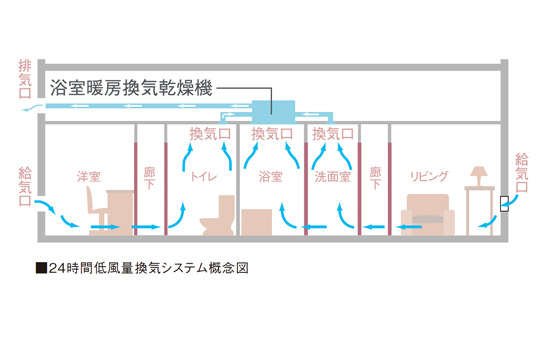 排気口
浴室暖房換気乾燥機
換気口
換気口
換気口
給気口
洋室
廊下
トイレ
浴室
洗面室
廊下
リビング
給気口
■24時間低風量換気システム概念図